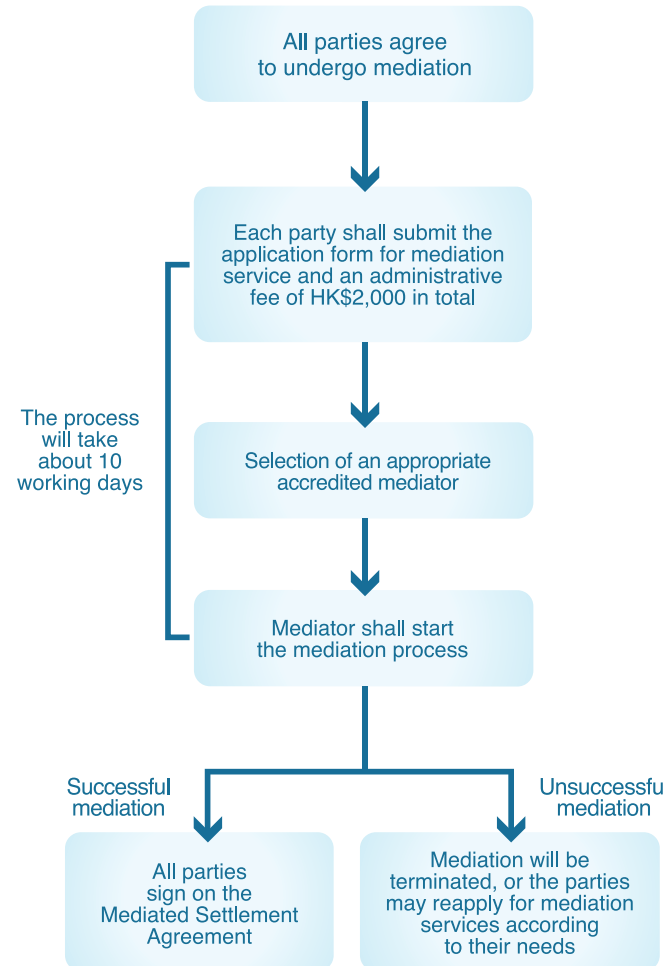 All parties agree
to undergo mediation
Each party shall submit the
application form for mediation
service and an administrative
fee of HK$2,000 in total
The process
will take
about 10
working days
Selection of an appropriate
accredited mediator
Mediator shall start
the mediation process
Successful
mediation
Unsuccessfu
mediation
All parties
sign on the
Mediated Settlement
Agreement
Mediation will be
terminated, or the parties
may reapply for mediation
services according
to their needs